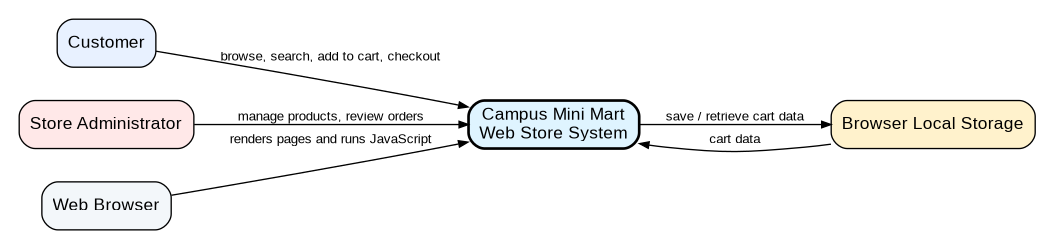 Customer
browse, search, add to cart, checkout
Store Administrator
manage products, review orders
Campus Mini Mart
Web Store System
save / retrieve cart data
Browser Local Storage
renders pages and runs JavaScript
cart data
Web Browser